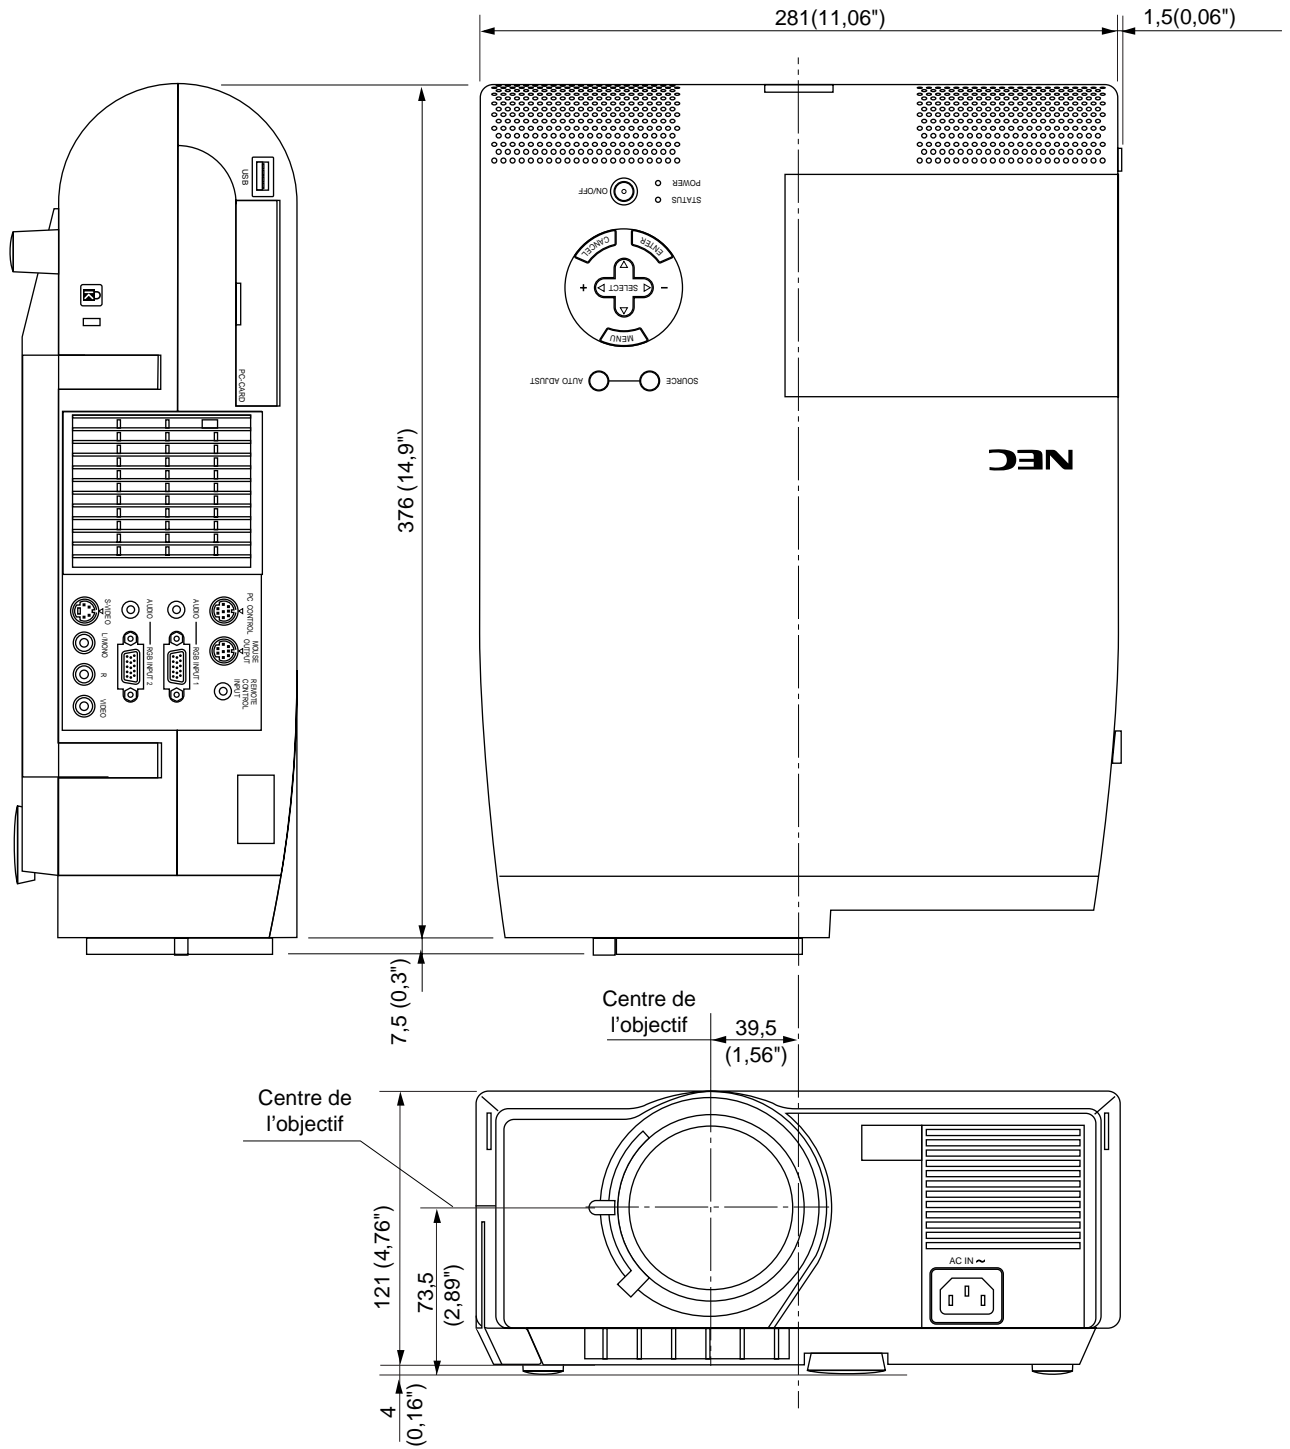 281(11,06")
1,5(0,06")
USB
PC-CARD
ON/OFF
POWER
STATUS
CANCEL
ENTER
+
SELECT
−
MENU
AUTO ADJUST
SOURCE
NEC
376 (14,9")
S-VIDEO
L/MONO
R
VIDEO
AUDIO
RGB INPUT 2
AUDIO
RGB INPUT 1
PC CONTROL
MOUSE
OUTPUT
REMOTE
CONTROL
INPUT
7,5 (0,3")
Centre de
l'objectif
39,5
(1,56")
Centre de
l'objectif
121 (4,76")
73,5
(2,89")
4
(0,16")
AC IN ~